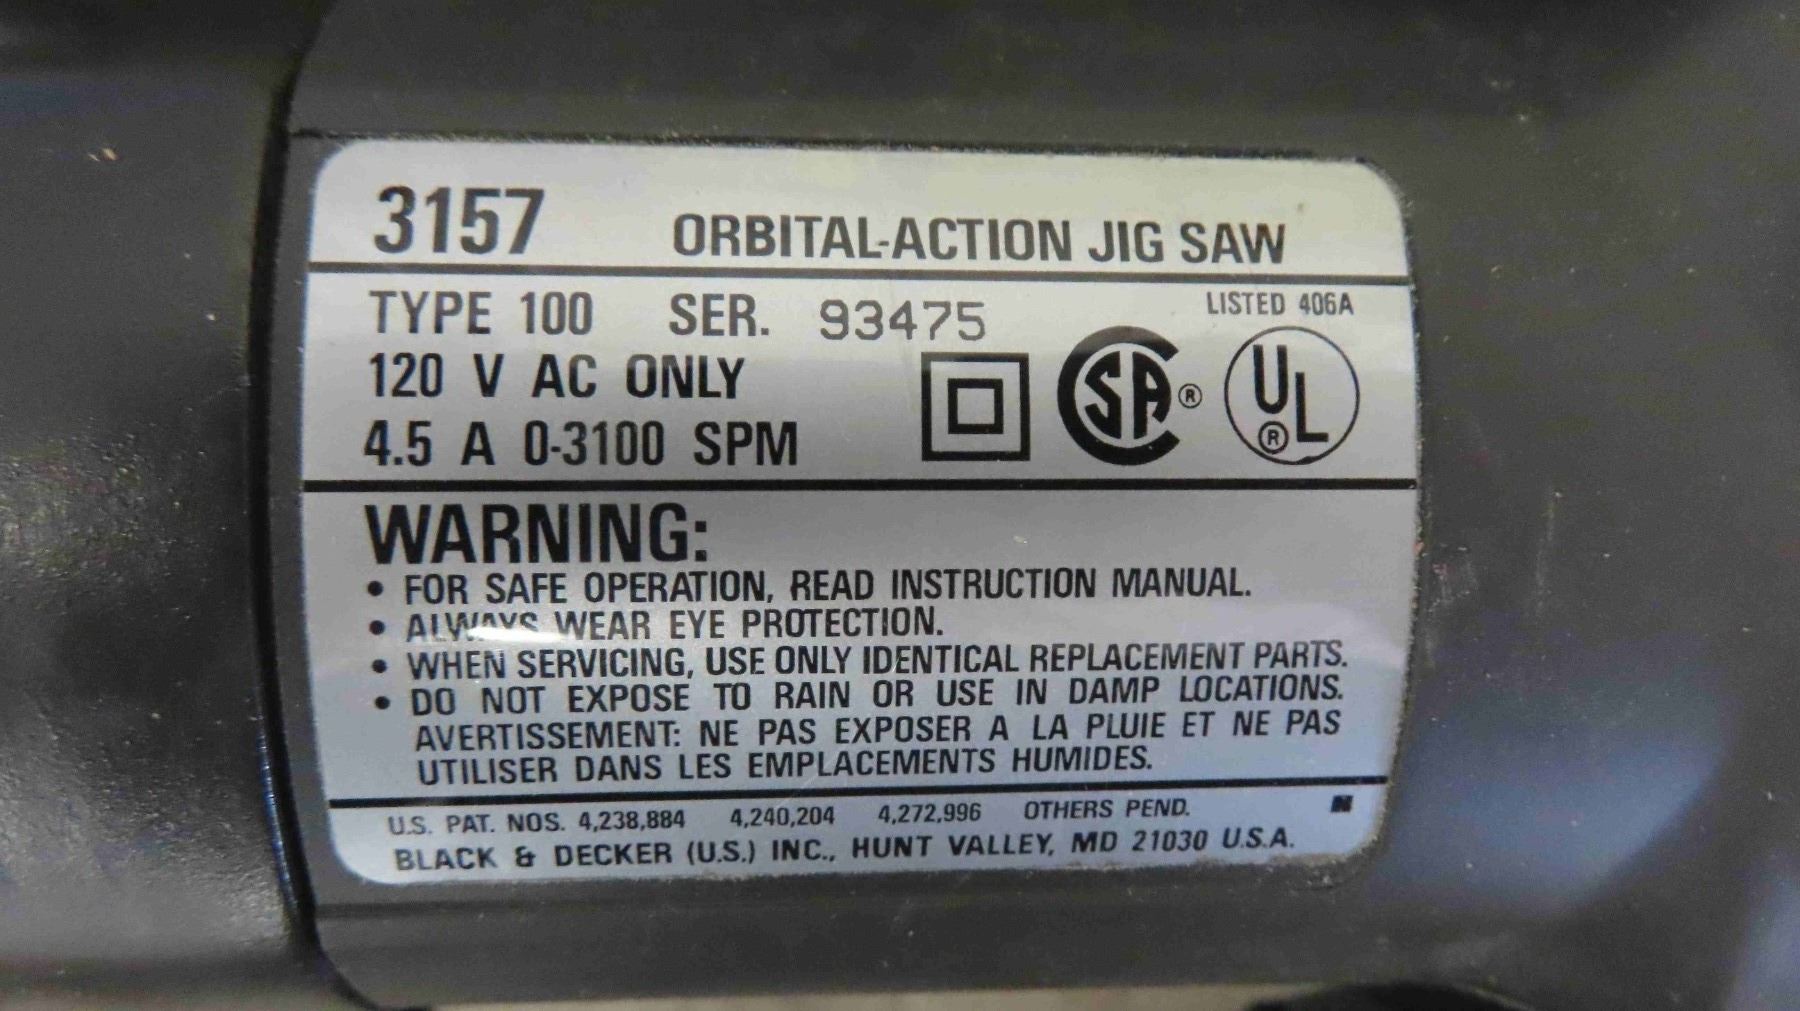 3157 ORBITAL-ACTION JIG SAW
TYPE 100 SER. 93475 LISTED 406A
120 V AC ONLY
4.5 A 0-3100 SPM
SA ® UL ®
WARNING:
• FOR SAFE OPERATION, READ INSTRUCTION MANUAL.
• ALWAYS WEAR EYE PROTECTION.
• WHEN SERVICING, USE ONLY IDENTICAL REPLACEMENT PARTS.
• DO NOT EXPOSE TO RAIN OR USE IN DAMP LOCATIONS.
AVERTISSEMENT: NE PAS EXPOSER A LA PLUIE ET NE PAS
UTILISER DANS LES EMPLACEMENTS HUMIDES.
U.S. PAT. NOS. 4,238,884 4,240,204 4,272,996 OTHERS PEND.
BLACK & DECKER (U.S.) INC., HUNT VALLEY, MD 21030 U.S.A.